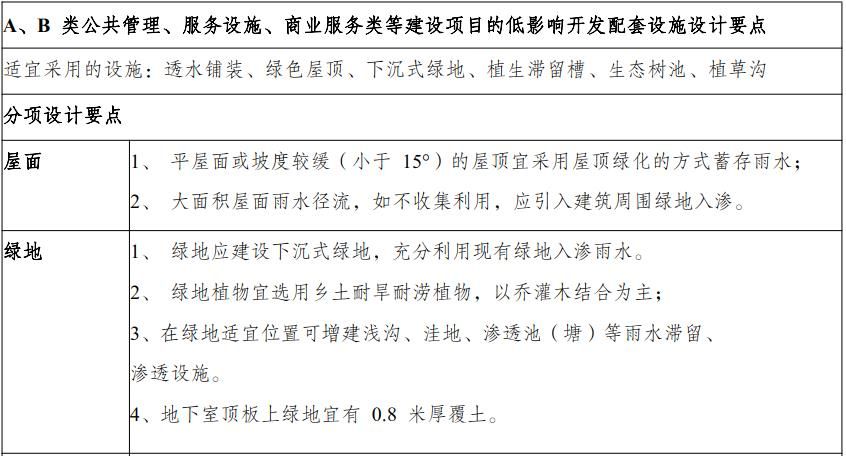 A、B 类公共管理、服务设施、商业服务类等建设项目的低影响开发配套设施设计要点
适宜采用的设施：透水铺装、绿色屋顶、下沉式绿地、植生滞留槽、生态树池、植草沟
分项设计要点
屋面
1、 平屋面或坡度较缓（小于 15°）的屋顶宜采用屋顶绿化的方式蓄存雨水；
2、 大面积屋面雨水径流，如不收集利用，应引入建筑周围绿地入渗。
绿地
1、 绿地应建设下沉式绿地，充分利用现有绿地入渗雨水。
2、 绿地植物宜选用乡土耐旱耐涝植物，以乔灌木结合为主；
3、在绿地适宜位置可增建浅沟、洼地、渗透池（塘）等雨水滞留、
渗透设施。
4、地下室顶板上绿地宜有 0.8 米厚覆土。